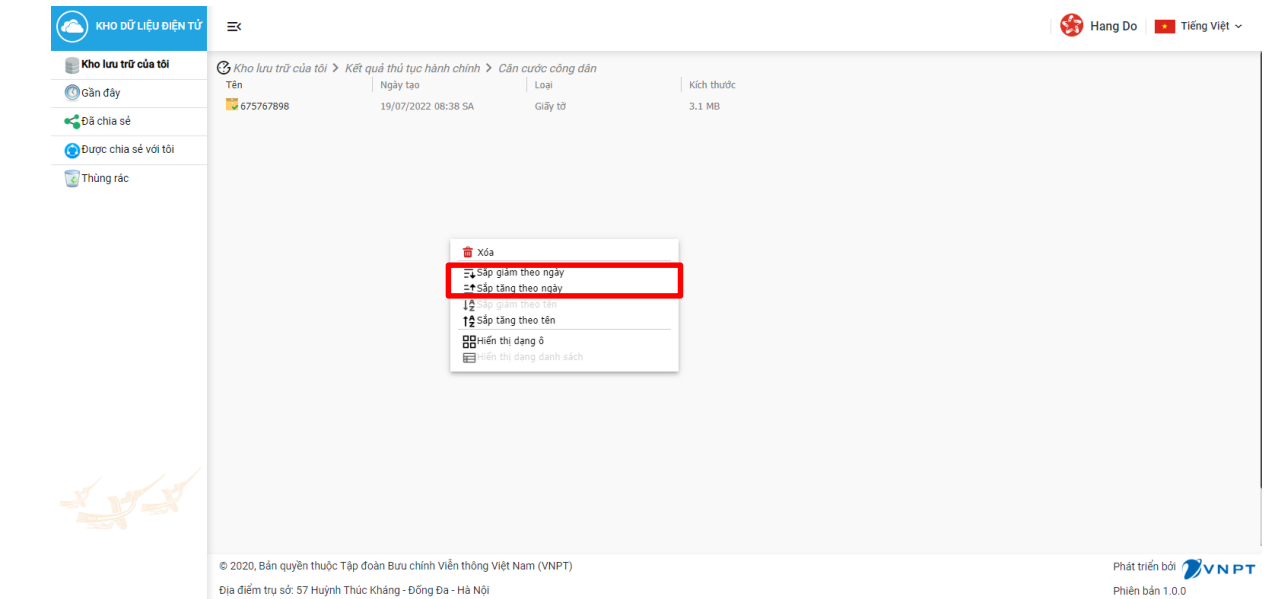 KHO DỮ LIỆU ĐIỆN TỬ
Hang Do
Tiếng Việt
Kho lưu trữ của tôi
Gần đây
Đã chia sẻ
Được chia sẻ với tôi
Thùng rác
Kho lưu trữ của tôi > Kết quả thủ tục hành chính > Căn cước công dân
Tên Ngày tạo Loại Kích thước
675767898 19/07/2022 08:38 SA Giấy tờ 3.1 MB
Xóa
Sắp giảm theo ngày
Sắp tăng theo ngày
Sắp giảm theo tên
Sắp tăng theo tên
Hiển thị dạng ô
Hiển thị dạng danh sách
© 2020, Bản quyền thuộc Tập đoàn Bưu chính Viễn thông Việt Nam (VNPT)
Địa điểm trụ sở: 57 Huỳnh Thúc Kháng - Đống Đa - Hà Nội
Phát triển bởi VNPT
Phiên bản 1.0.0